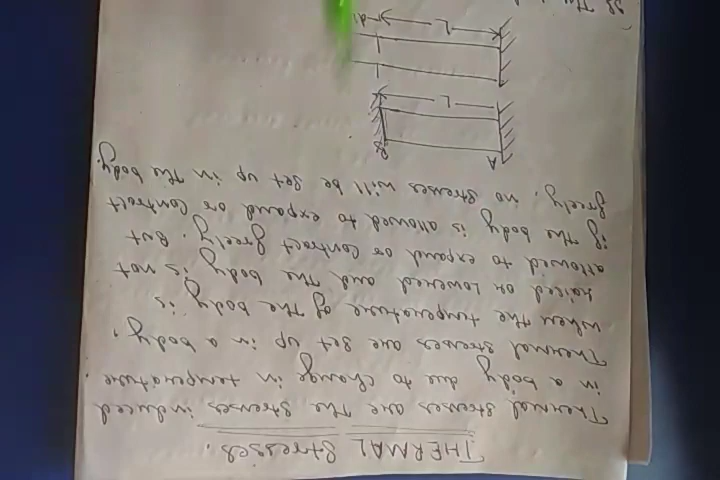 THERMAL Stresses.
Thermal stresses are the stresses induced
in a body due to change in temperature
Thermal stresses are set up in a body,
when the temperature of the body is
raised or lowered and the body is not
allowed to expand or contract freely. But
if the body is allowed to expand or contract
freely, no stresses will be set up in the body.
A B
L
L